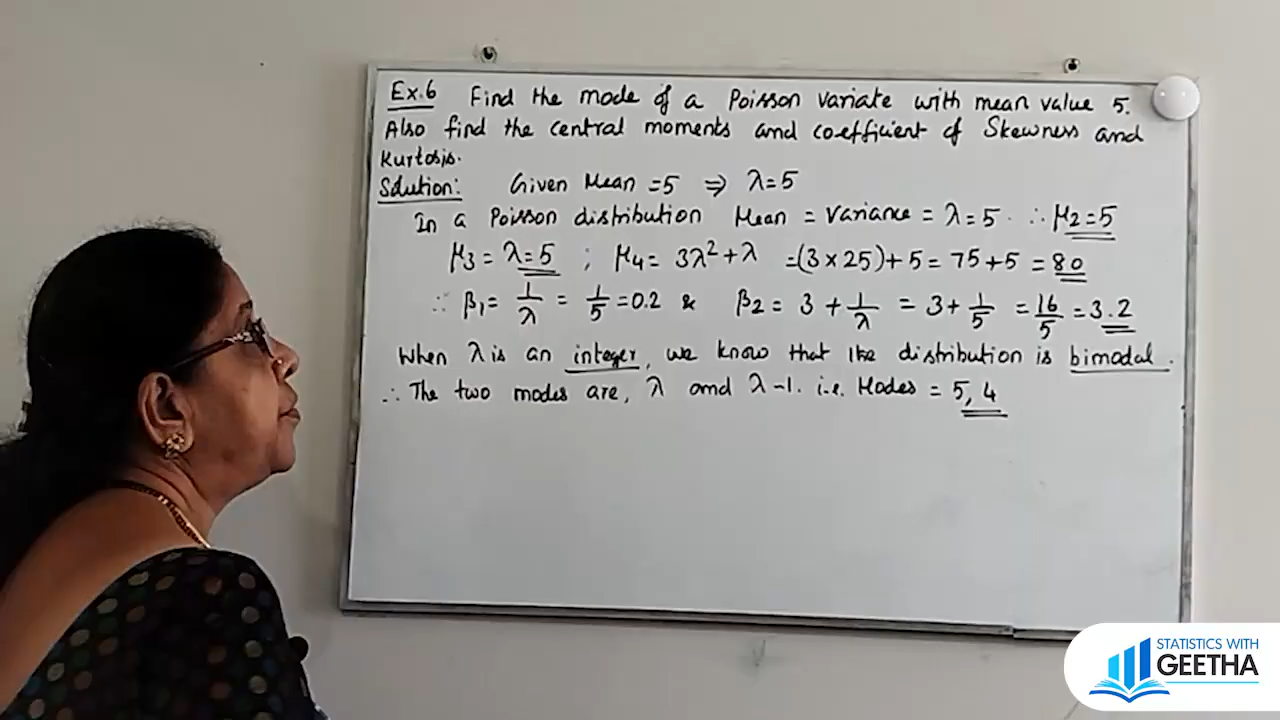 Ex.6 Find the mode of a Poisson variate with mean value 5.
Also find the central moments and coefficient of Skewness and
Kurtosis.
Solution: Given Mean = 5 ⇒ λ = 5
In a Poisson distribution Mean = Variance = λ = 5. ∴ μ2 = 5
μ3 = λ = 5 ; μ4 = 3λ² + λ = (3 × 25) + 5 = 75 + 5 = 80
∴ β1 = 1/λ = 1/5 = 0.2 & β2 = 3 + 1/λ = 3 + 1/5 = 16/5 = 3.2
When λ is an integer, we know that the distribution is bimodal.
∴ The two modes are, λ and λ - 1. i.e. Modes = 5, 4
STATISTICS WITH
GEETHA